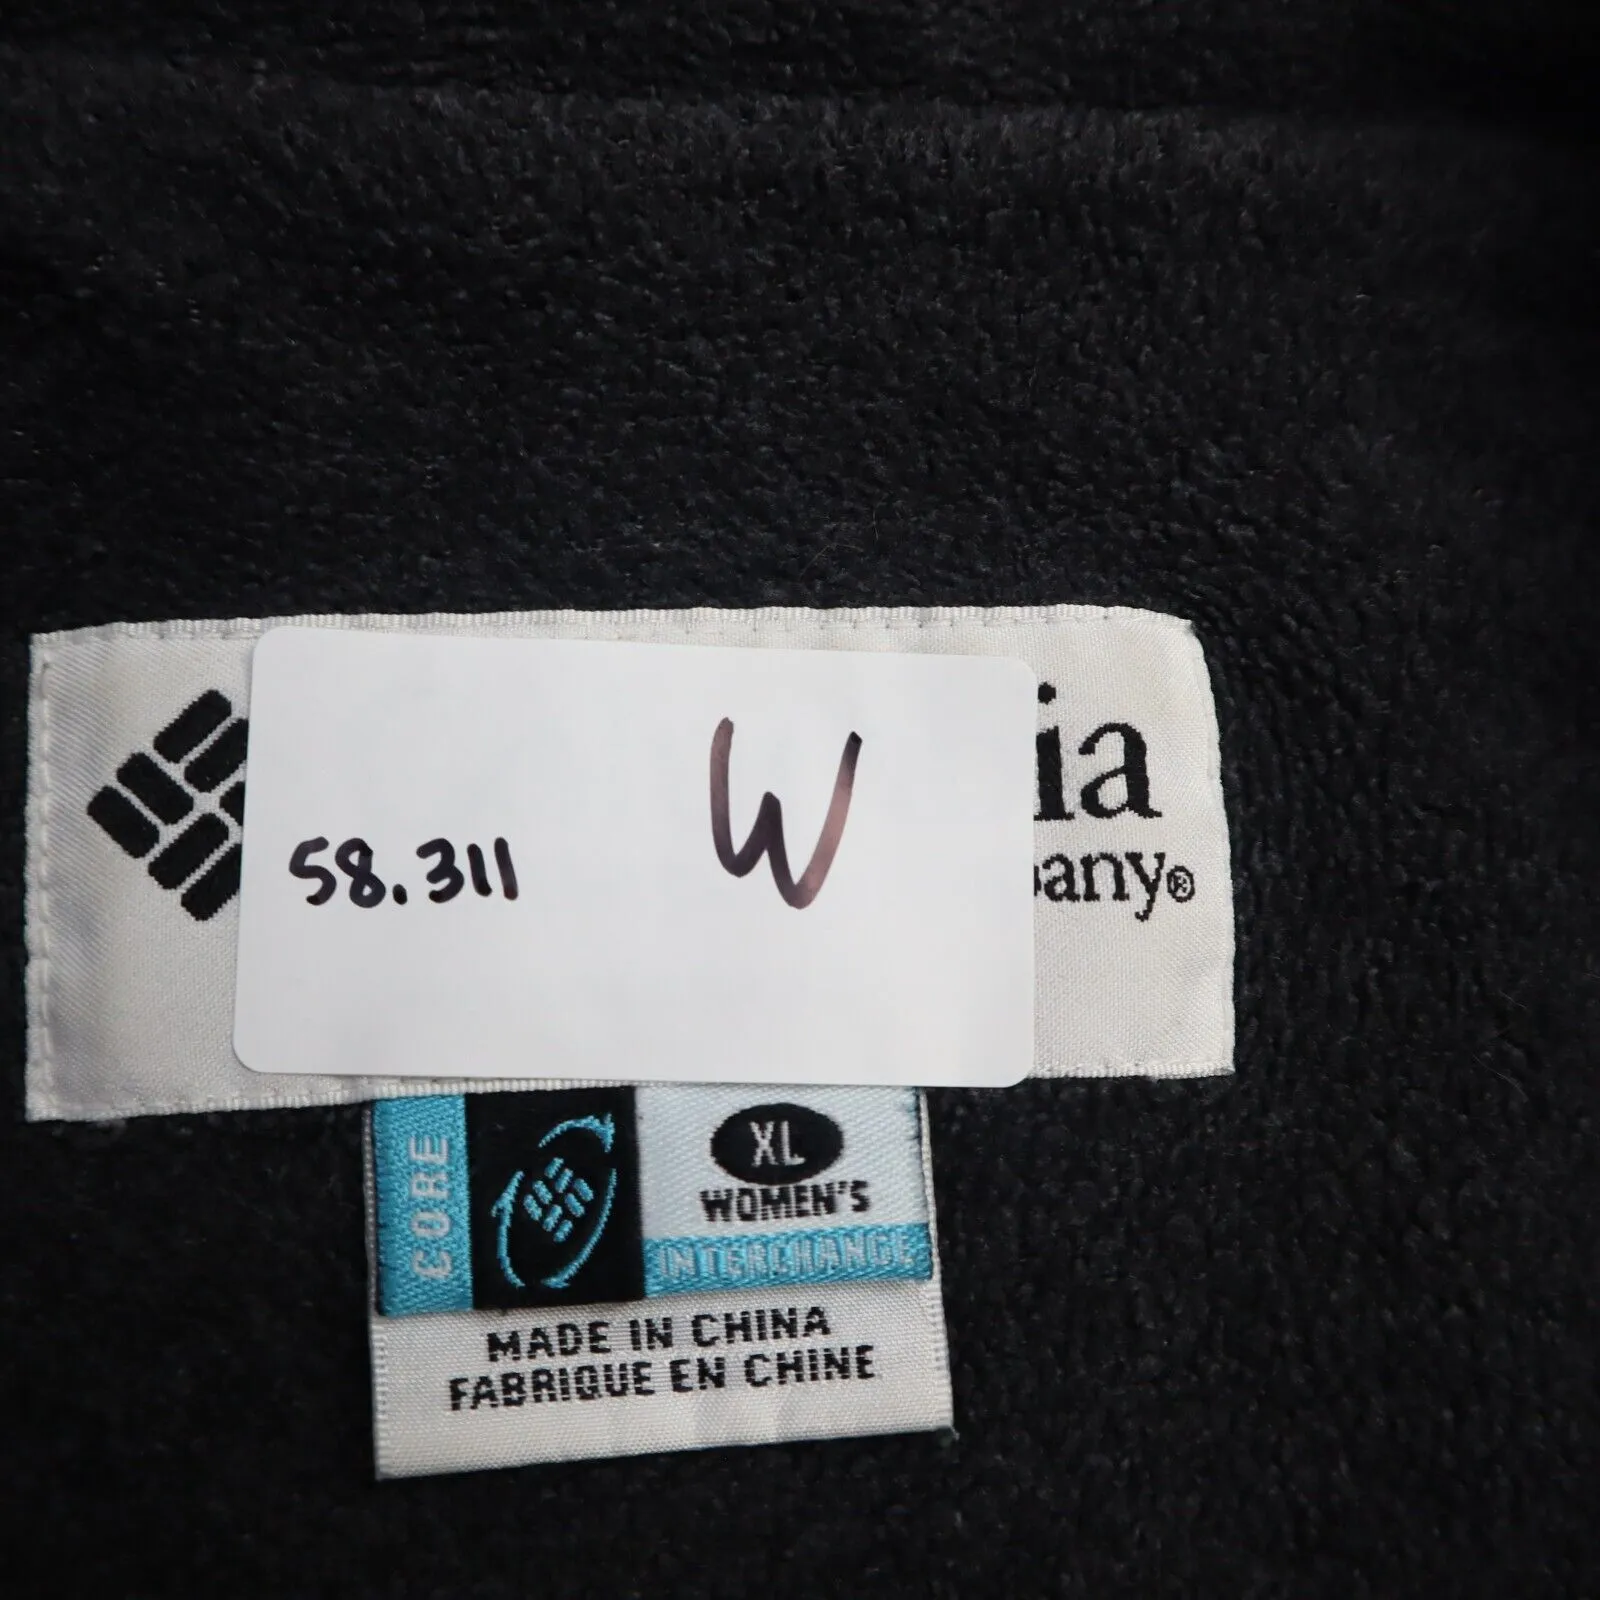 58.311 W
ia
any®
CORE
XL
WOMEN'S
INTERCHANGE
MADE IN CHINA
FABRIQUE EN CHINE